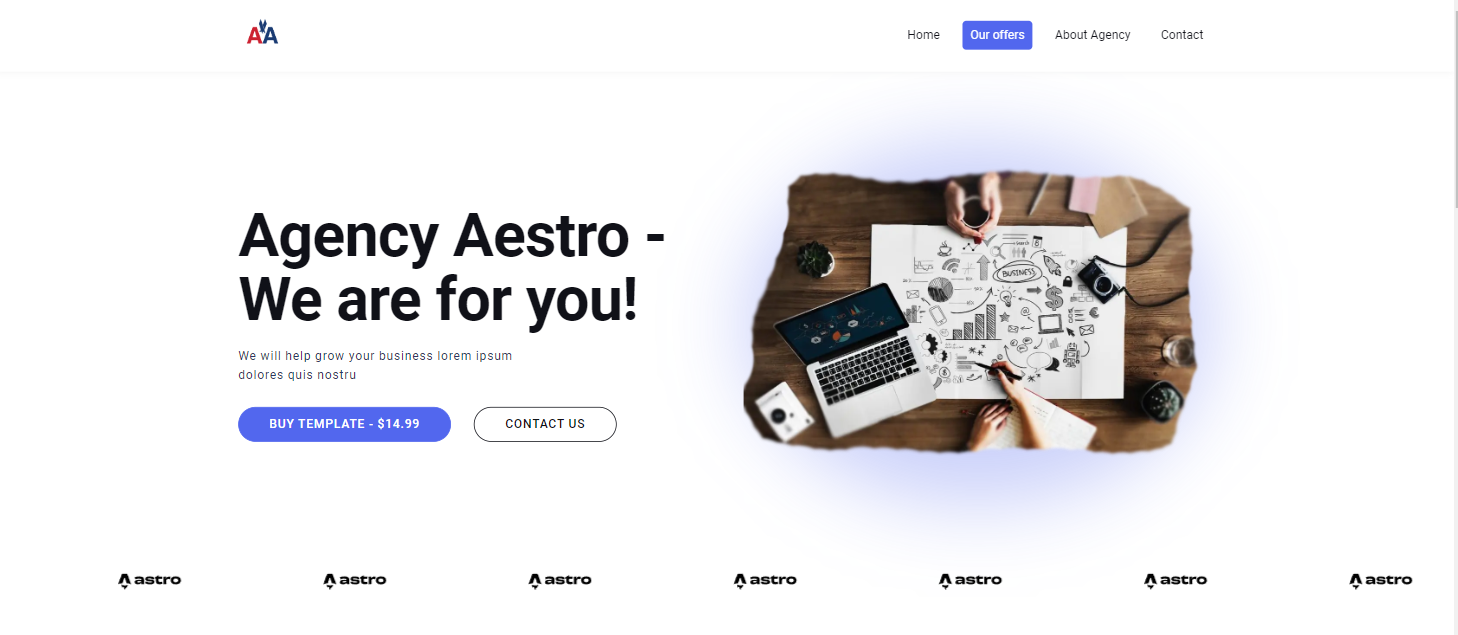 AA
Home
Our offers
About Agency
Contact
Agency Aestro -
We are for you!
We will help grow your business lorem ipsum
dolores quis nostru
BUY TEMPLATE - $14.99
CONTACT US
Search
BUSINESS
astro
astro
astro
astro
astro
astro
astro